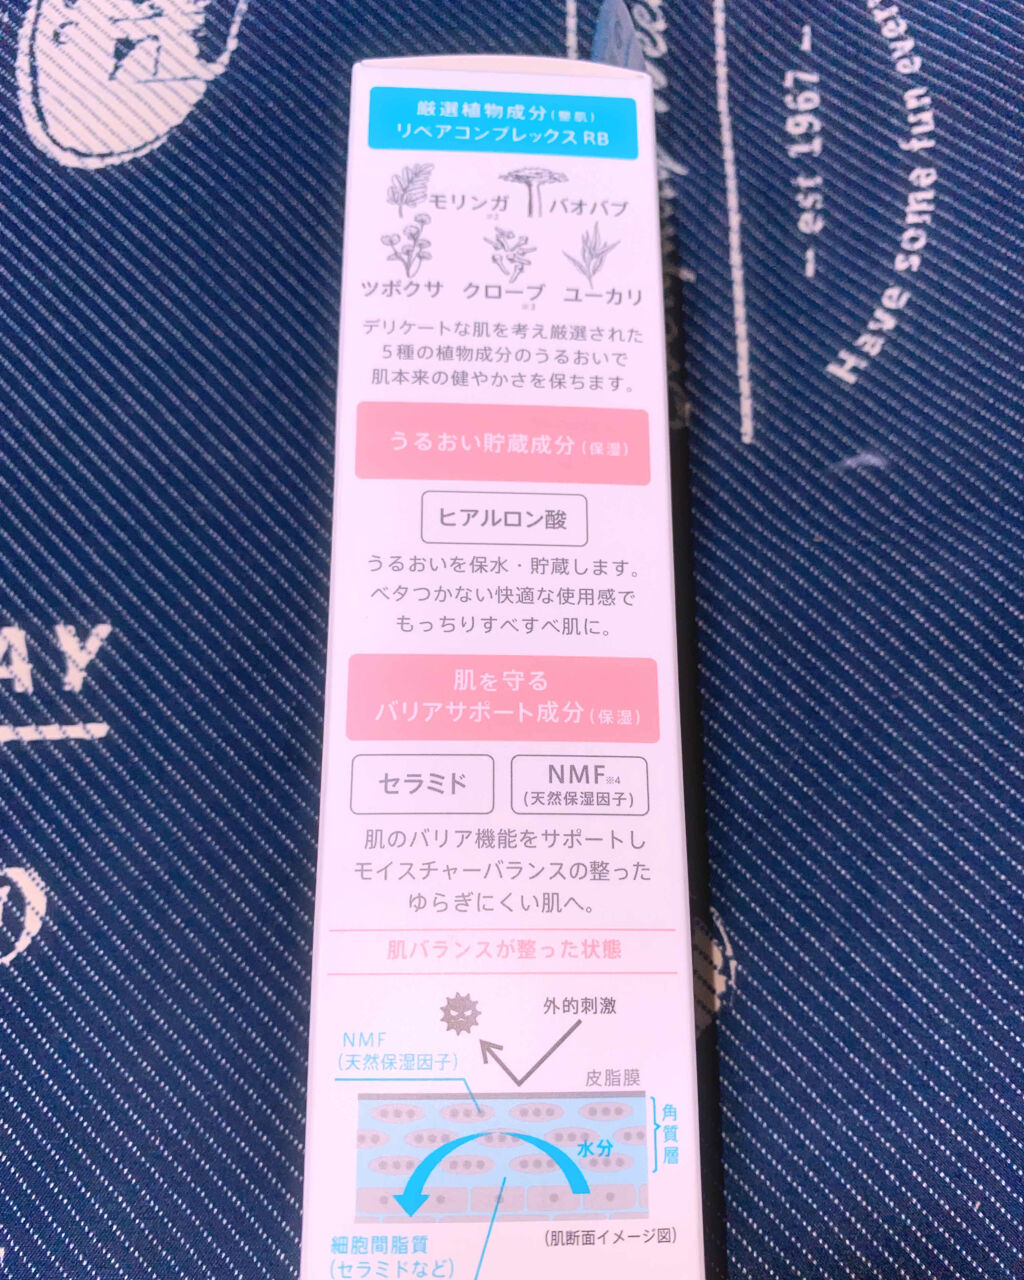 厳選植物成分(整肌)
リペアコンプレックス RB
モリンガ
バオバブ
ツボクサ
クローブ
ユーカリ
デリケートな肌を考え厳選された
5種の植物成分のうるおいで
肌本来の健やかさを保ちます。
うるおい貯蔵成分(保湿)
ヒアルロン酸
うるおいを保水・貯蔵します。
ベタつかない快適な使用感で
もっちりすべすべ肌に。
肌を守る
バリアサポート成分(保湿)
セラミド
NMF※4
(天然保湿因子)
肌のバリア機能をサポートし
モイスチャーバランスの整った
ゆらぎにくい肌へ。
肌バランスが整った状態
外的刺激
NMF
(天然保湿因子)
皮脂膜
角質層
水分
(肌断面イメージ図)
細胞間脂質
(セラミドなど)
est 1967
Have some fun every
AY